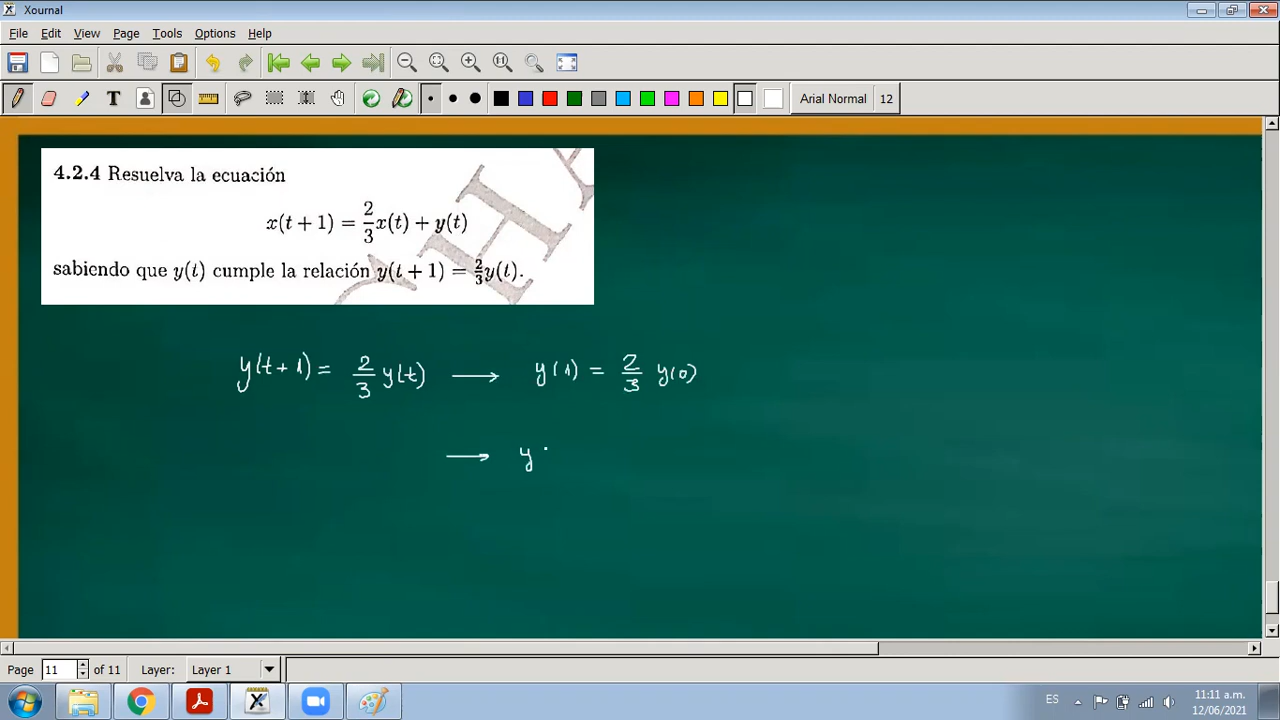 Xournal
File Edit View Page Tools Options Help
Arial Normal 12
4.2.4 Resuelva la ecuación
x(t + 1) = 2/3 x(t) + y(t)
sabiendo que y(t) cumple la relación y(t + 1) = 2/3 y(t).
y(t+1) = 2/3 y(t) → y(1) = 2/3 y(0)
→ y
Page 11 of 11 Layer: Layer 1
ES 11:11 a.m.
12/06/2021